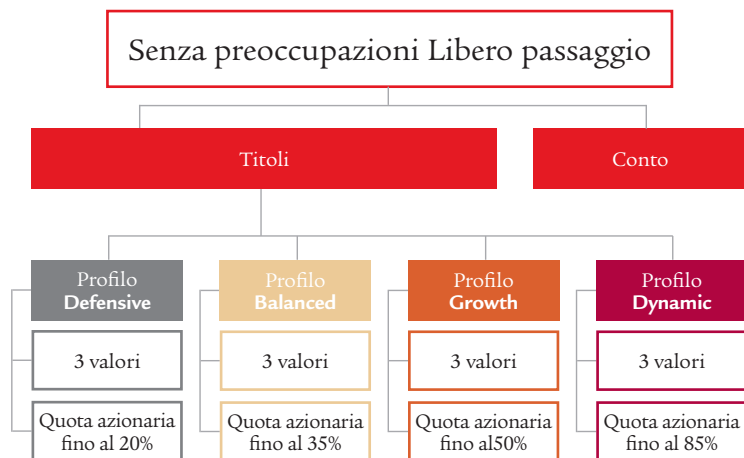 Senza preoccupazioni Libero passaggio
Titoli
Conto
Profilo
Defensive
Profilo
Balanced
Profilo
Growth
Profilo
Dynamic
3 valori
3 valori
3 valori
3 valori
Quota azionaria
fino al 20%
Quota azionaria
fino al 35%
Quota azionaria
fino al50%
Quota azionaria
fino al 85%